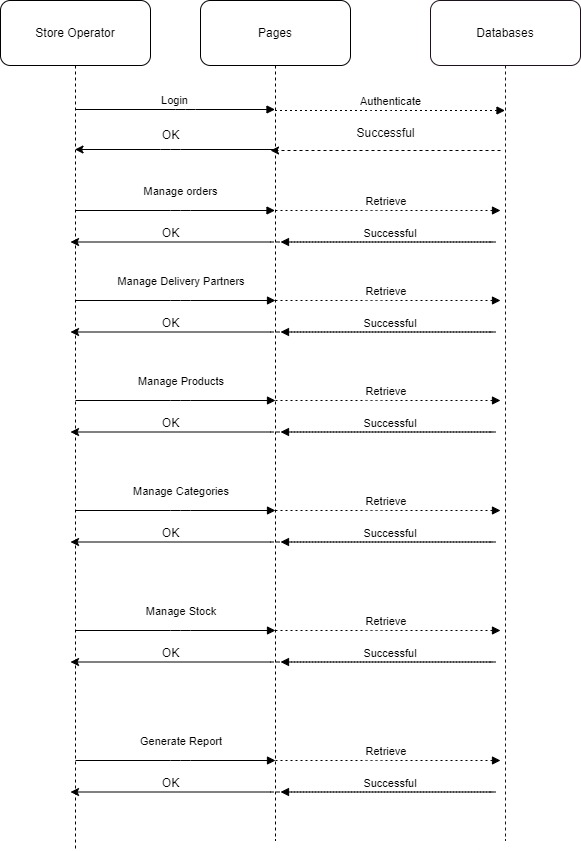 Store Operator
Pages
Databases
Login
Authenticate
OK
Successful
Manage orders
Retrieve
OK
Successful
Manage Delivery Partners
Retrieve
OK
Successful
Manage Products
Retrieve
OK
Successful
Manage Categories
Retrieve
OK
Successful
Manage Stock
Retrieve
OK
Successful
Generate Report
Retrieve
OK
Successful